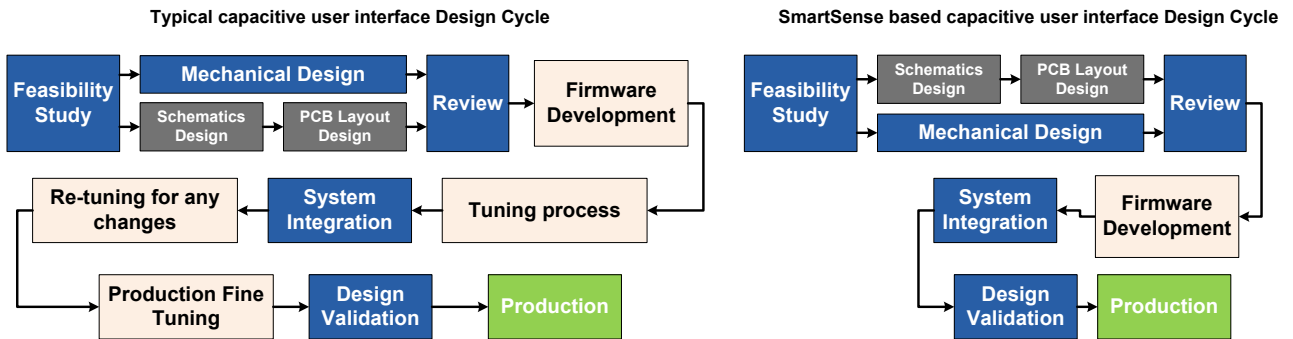 Typical capacitive user interface Design Cycle
Feasibility
Study
Mechanical Design
Schematics
Design
PCB Layout
Design
Review
Firmware
Development
Re-tuning for any
changes
System
Integration
Tuning process
Production Fine
Tuning
Design
Validation
Production
SmartSense based capacitive user interface Design Cycle
Feasibility
Study
Schematics
Design
PCB Layout
Design
Mechanical Design
Review
System
Integration
Firmware
Development
Design
Validation
Production